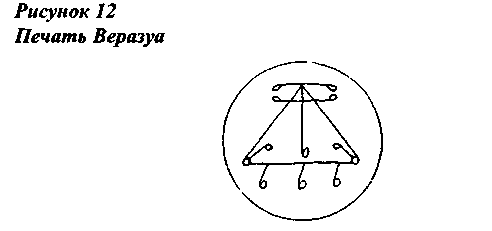 Рисунок 12
Печать Веразуа